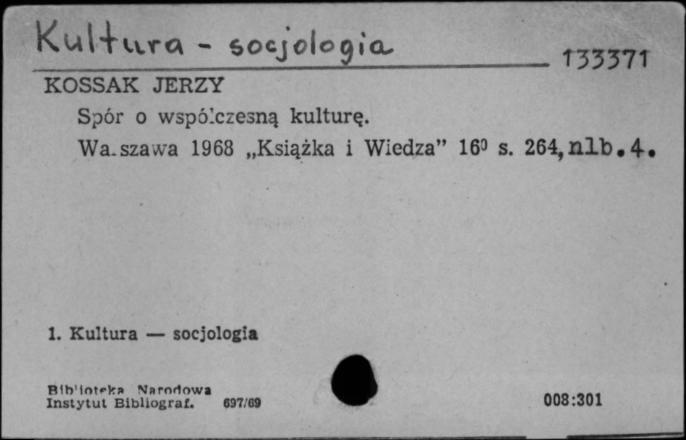 Kultura - socjologia
133371
KOSSAK JERZY
Spór o współczesną kulturę.
Warszawa 1968 „Książka i Wiedza” 16⁰ s. 264, nlb. 4.
1. Kultura — socjologia
Biblioteka Narodowa
Instytut Bibliograf. 697/69
008:301